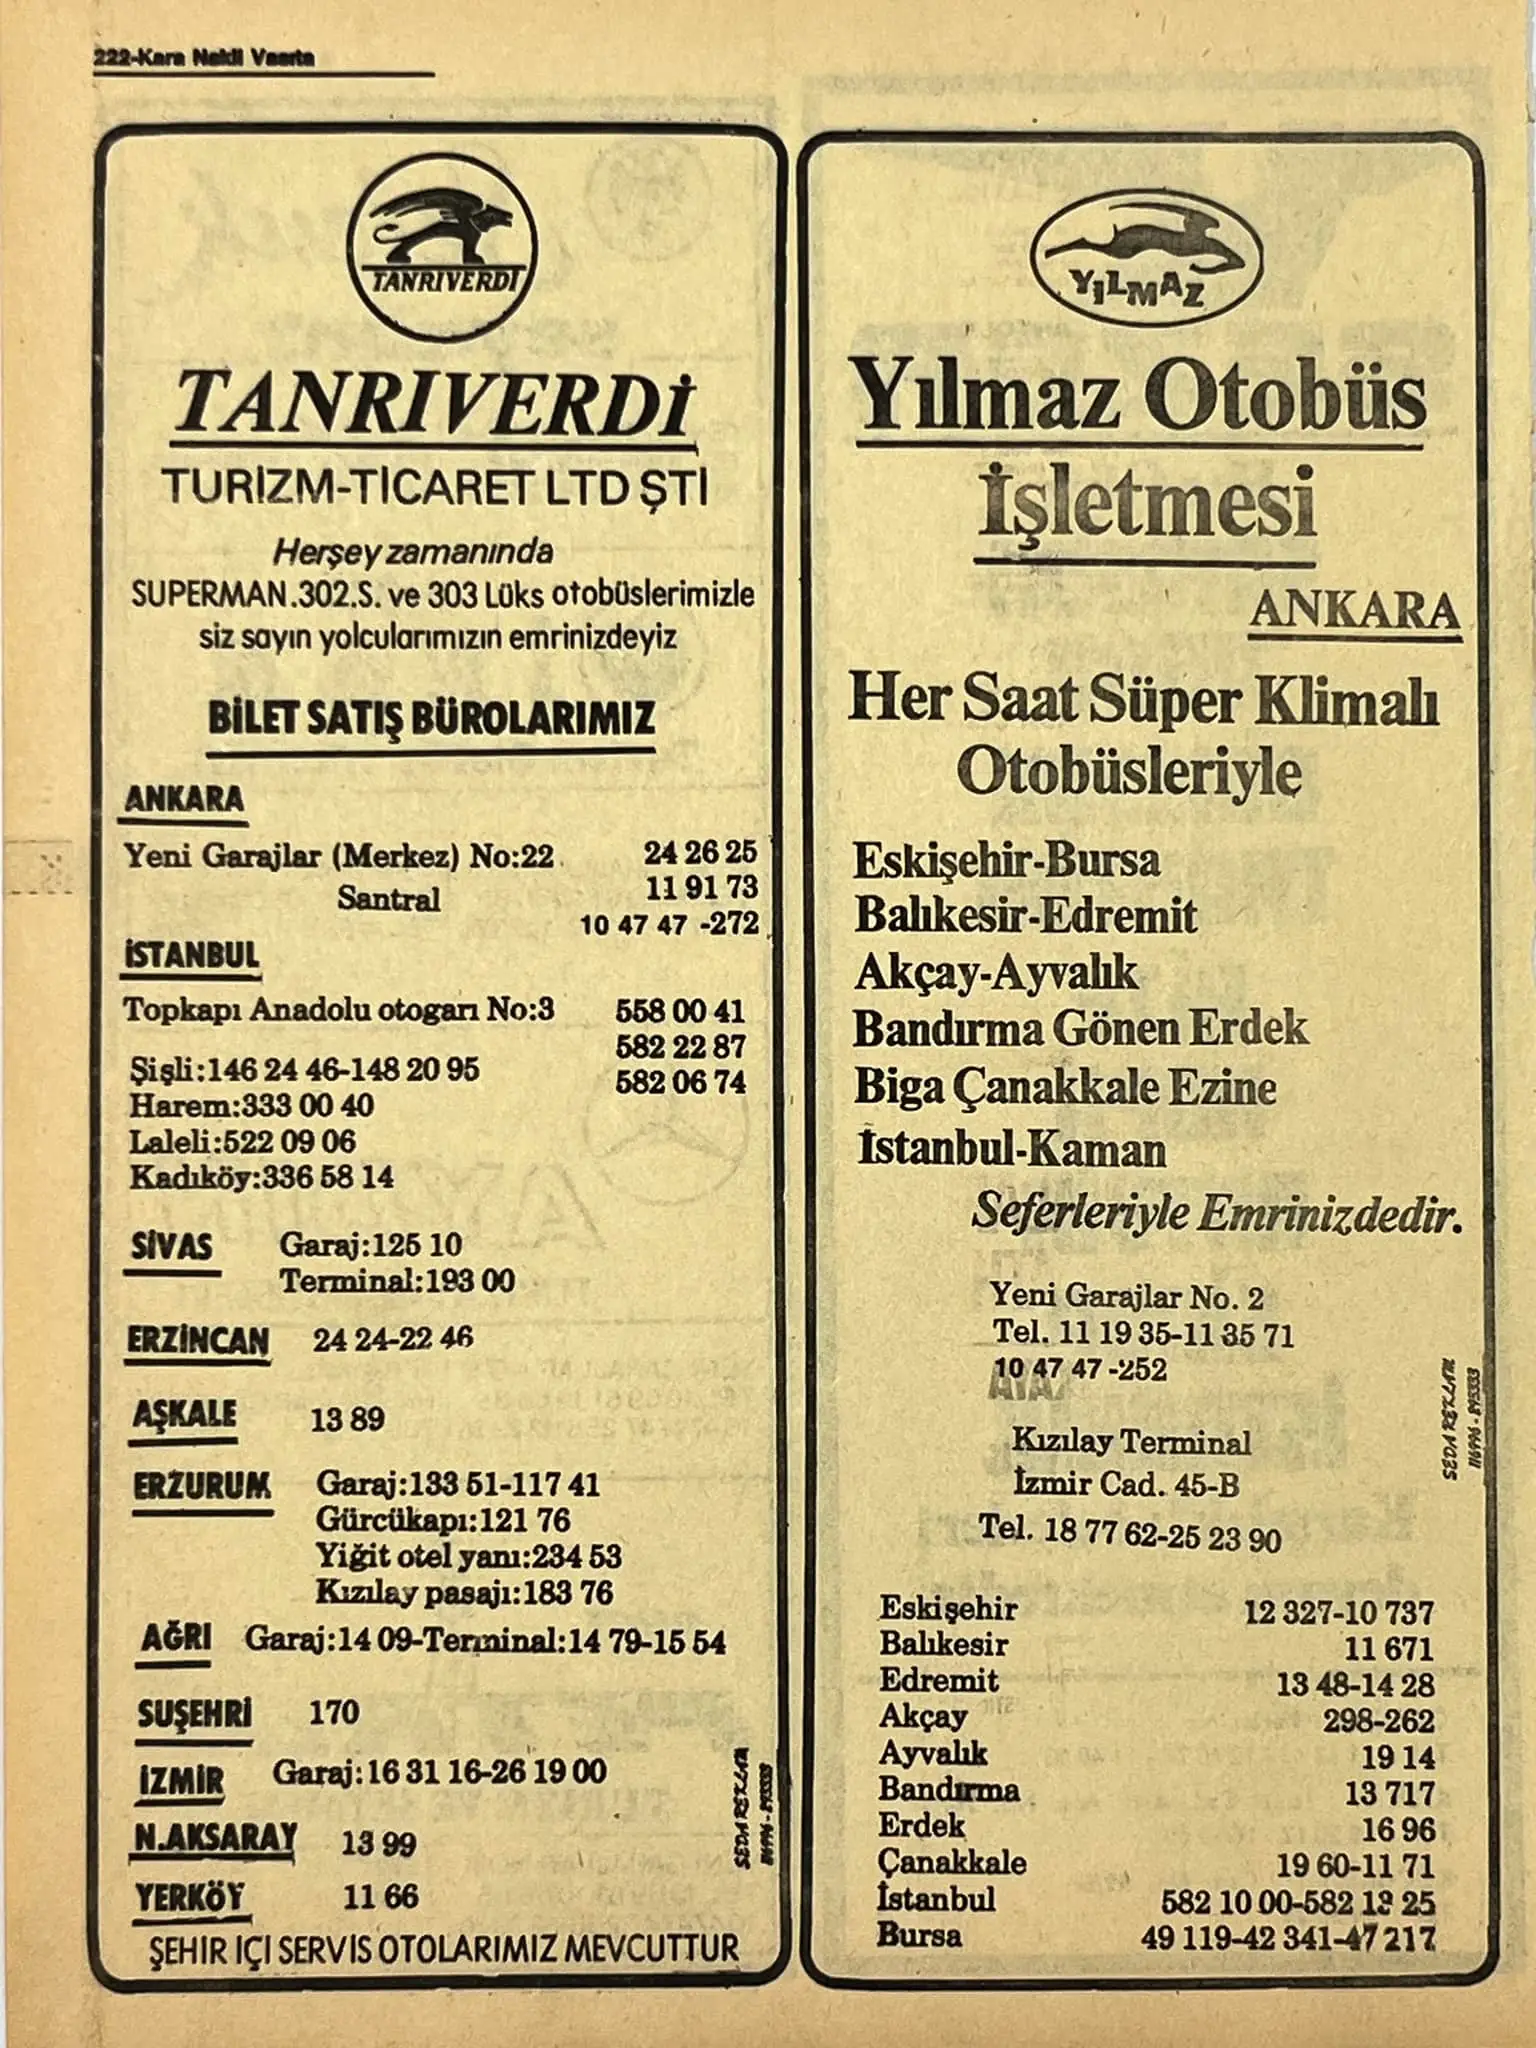 222-Kara Nakil Vasıta
TANRIVERDİ
TANRIVERDİ
TURİZM-TİCARET LTD ŞTİ
Herşey zamanında
SUPERMAN.302.S. ve 303 Lüks otobüslerimizle
siz sayın yolcularımızın emrinizdeyiz
BİLET SATIŞ BÜROLARIMIZ
ANKARA
Yeni Garajlar (Merkez) No:22 24 26 25
Santral 11 91 73
10 47 47 -272
İSTANBUL
Topkapı Anadolu otogarı No:3 558 00 41
582 22 87
Şişli:146 24 46-148 20 95 582 06 74
Harem:333 00 40
Laleli:522 09 06
Kadıköy:336 58 14
SİVAS Garaj:125 10
Terminal:193 00
ERZİNCAN 24 24-22 46
AŞKALE 13 89
ERZURUM Garaj:133 51-117 41
Gürcükapı:121 76
Yiğit otel yanı:234 53
Kızılay pasajı:183 76
AĞRI Garaj:14 09-Terminal:14 79-15 54
SUŞEHRİ 170
İZMİR Garaj:16 31 16-26 19 00
N.AKSARAY 13 99
YERKÖY 11 66
ŞEHİR İÇİ SERVİS OTOLARIMIZ MEVCUTTUR
SEDA REKLAM
116996 - 895333
YILMAZ
Yılmaz Otobüs
İşletmesi
ANKARA
Her Saat Süper Klimalı
Otobüsleriyle
Eskişehir-Bursa
Balıkesir-Edremit
Akçay-Ayvalık
Bandırma Gönen Erdek
Biga Çanakkale Ezine
İstanbul-Kaman
Seferleriyle Emrinizdedir.
Yeni Garajlar No. 2
Tel. 11 19 35-11 35 71
10 47 47 -252
Kızılay Terminal
İzmir Cad. 45-B
Tel. 18 77 62-25 23 90
Eskişehir 12 327-10 737
Balıkesir 11 671
Edremit 13 48-14 28
Akçay 298-262
Ayvalık 19 14
Bandırma 13 717
Erdek 16 96
Çanakkale 19 60-11 71
İstanbul 582 10 00-582 13 25
Bursa 49 119-42 341-47 217
SEDA REKLAM
116996 - 895333